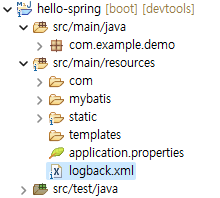 hello-spring [boot] [devtools]
src/main/java
com.example.demo
src/main/resources
com
mybatis
static
templates
application.properties
logback.xml
src/test/java